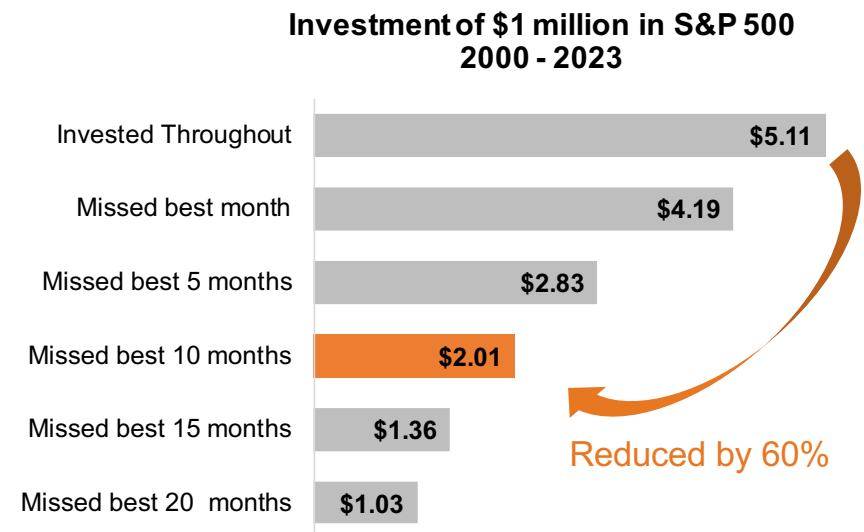 Investment of $1 million in S&P 500
2000 - 2023
Invested Throughout $5.11
Missed best month $4.19
Missed best 5 months $2.83
Missed best 10 months $2.01
Missed best 15 months $1.36
Reduced by 60%
Missed best 20 months $1.03